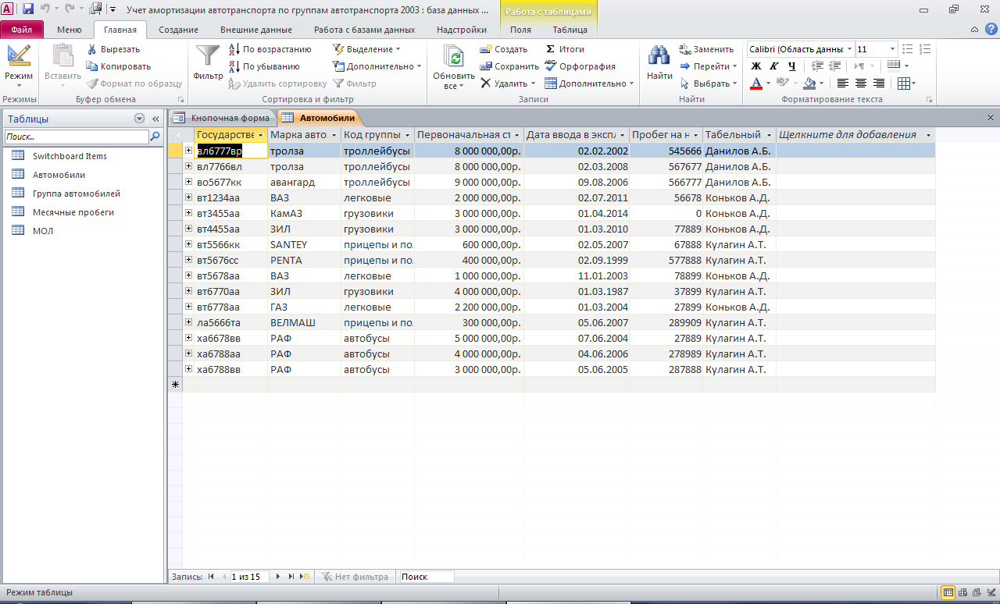 Учет амортизации автотранспорта по группам автотранспорта 2003 : база данных ...
Работа с таблицами
Файл Меню Главная Создание Внешние данные Работа с базами данных Надстройки Поля Таблица
Режим
Режимы
Вставить
Вырезать
Копировать
Формат по образцу
Буфер обмена
Фильтр
По возрастанию
По убыванию
Удалить сортировку
Выделение
Дополнительно
Фильтр
Сортировка и фильтр
Обновить все
Создать
Сохранить
Удалить
Итоги
Орфография
Дополнительно
Записи
Найти
Заменить
Перейти
Выбрать
Найти
Calibri (Область данны: 11
Ж К Ч
Форматирование текста
Таблицы
Поиск...
Switchboard Items
Автомобили
Группа автомобилей
Месячные пробеги
МОЛ
Кнопочная форма Автомобили
Государстве Марка авто Код группы Первоначальная ст Дата ввода в экспл Пробег на н Табельный Щелкните для добавления
вл6777вр тролза троллейбусы 8 000 000,00р. 02.02.2002 545666 Данилов А.Б.
вл7766вл тролза троллейбусы 8 000 000,00р. 02.03.2008 567677 Данилов А.Б.
во5677кк авангард троллейбусы 9 000 000,00р. 09.08.2006 566777 Данилов А.Б.
вт1234аа ВАЗ легковые 2 000 000,00р. 02.07.2011 56678 Коньков А.Д.
вт3455аа КамАЗ грузовики 3 000 000,00р. 01.04.2014 0 Коньков А.Д.
вт4455аа ЗИЛ грузовики 3 000 000,00р. 01.03.2010 77889 Коньков А.Д.
вт5566кк SANTEY прицепы и по. 600 000,00р. 02.05.2007 67888 Кулагин А.Т.
вт5676сс PENTA прицепы и по. 400 000,00р. 02.09.1999 577888 Кулагин А.Т.
вт5678аа ВАЗ легковые 1 000 000,00р. 11.01.2003 78899 Коньков А.Д.
вт6770аа ЗИЛ грузовики 4 000 000,00р. 01.03.1987 37899 Кулагин А.Т.
вт6778аа ГАЗ легковые 2 200 000,00р. 01.03.2004 27899 Коньков А.Д.
ла5666та ВЕЛМАШ прицепы и по. 300 000,00р. 05.06.2007 289909 Кулагин А.Т.
ха6678вв РАФ автобусы 5 000 000,00р. 07.06.2004 27889 Кулагин А.Т.
ха6788аа РАФ автобусы 4 000 000,00р. 04.06.2006 278989 Кулагин А.Т.
ха6788вв РАФ автобусы 3 000 000,00р. 05.06.2005 287888 Кулагин А.Т.
Запись: 1 из 15 Нет фильтра Поиск
Режим таблицы